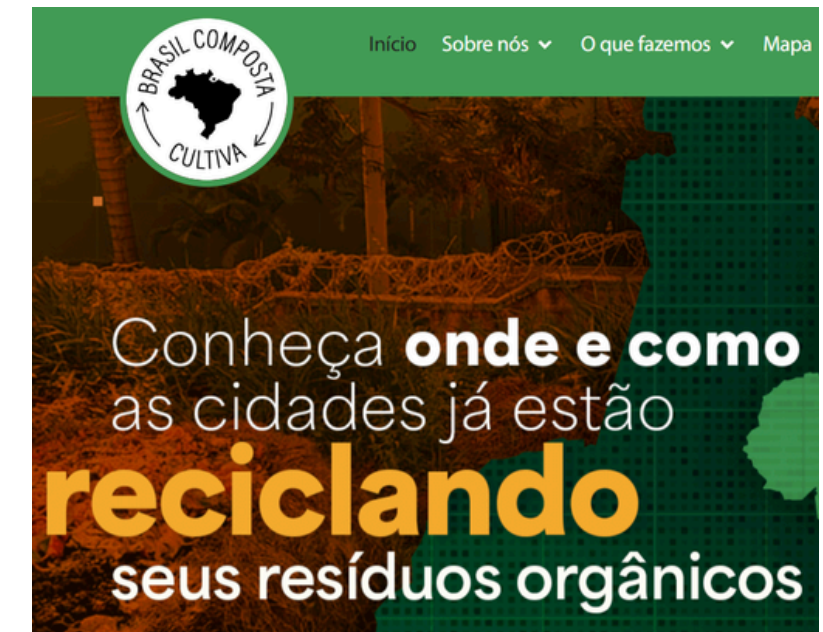 BRASIL COMPOSTA
CULTIVA
Início Sobre nós O que fazemos Mapa
Conheça onde e como
as cidades já estão
reciclando
seus resíduos orgânicos